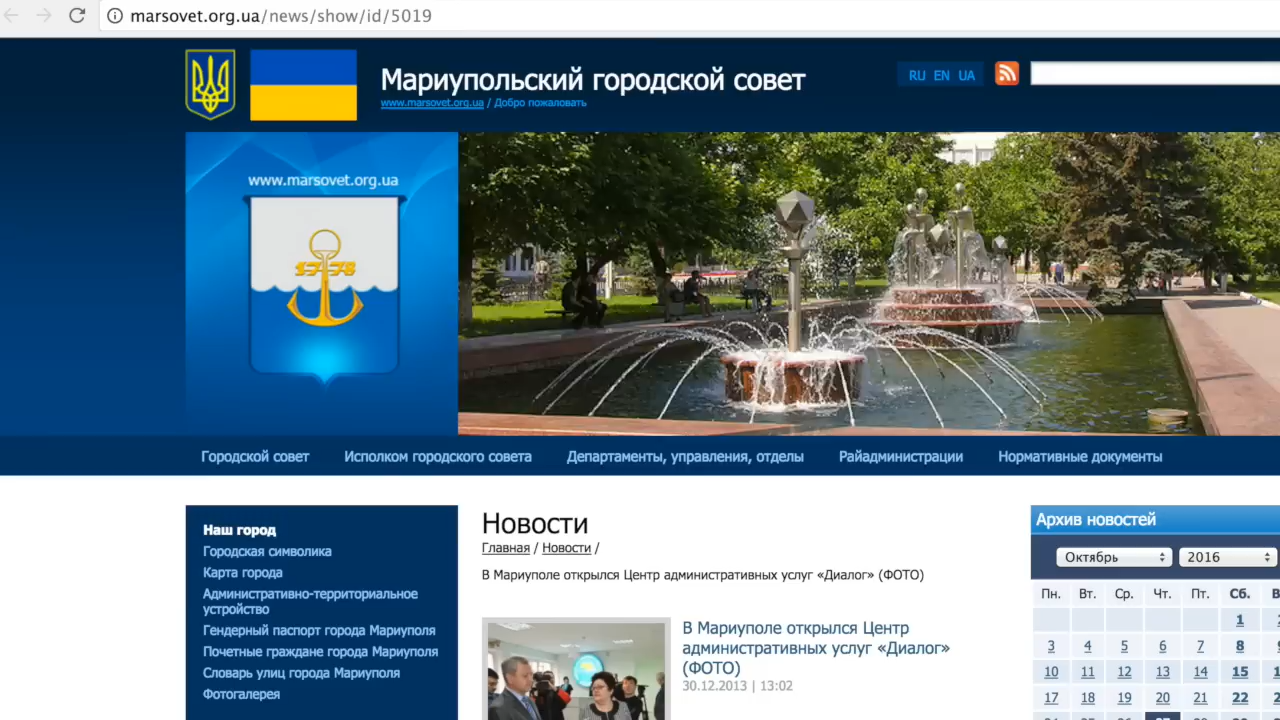 marsovet.org.ua/news/show/id/5019
Мариупольский городской совет
www.marsovet.org.ua / Добро пожаловать
RU EN UA
www.marsovet.org.ua
1778
Городской совет
Исполком городского совета
Департаменты, управления, отделы
Райадминистрации
Нормативные документы
Наш город
Городская символика
Карта города
Административно-территориальное
устройство
Гендерный паспорт города Мариуполя
Почетные граждане города Мариуполя
Словарь улиц города Мариуполя
Фотогалерея
Новости
Главная / Новости /
В Мариуполе открылся Центр административных услуг «Диалог» (ФОТО)
В Мариуполе открылся Центр
административных услуг «Диалог»
(ФОТО)
30.12.2013 | 13:02
Архив новостей
Октябрь 2016
Пн. Вт. Ср. Чт. Пт. Сб.
1
3 4 5 6 7 8
10 11 12 13 14 15
17 18 19 20 21 22